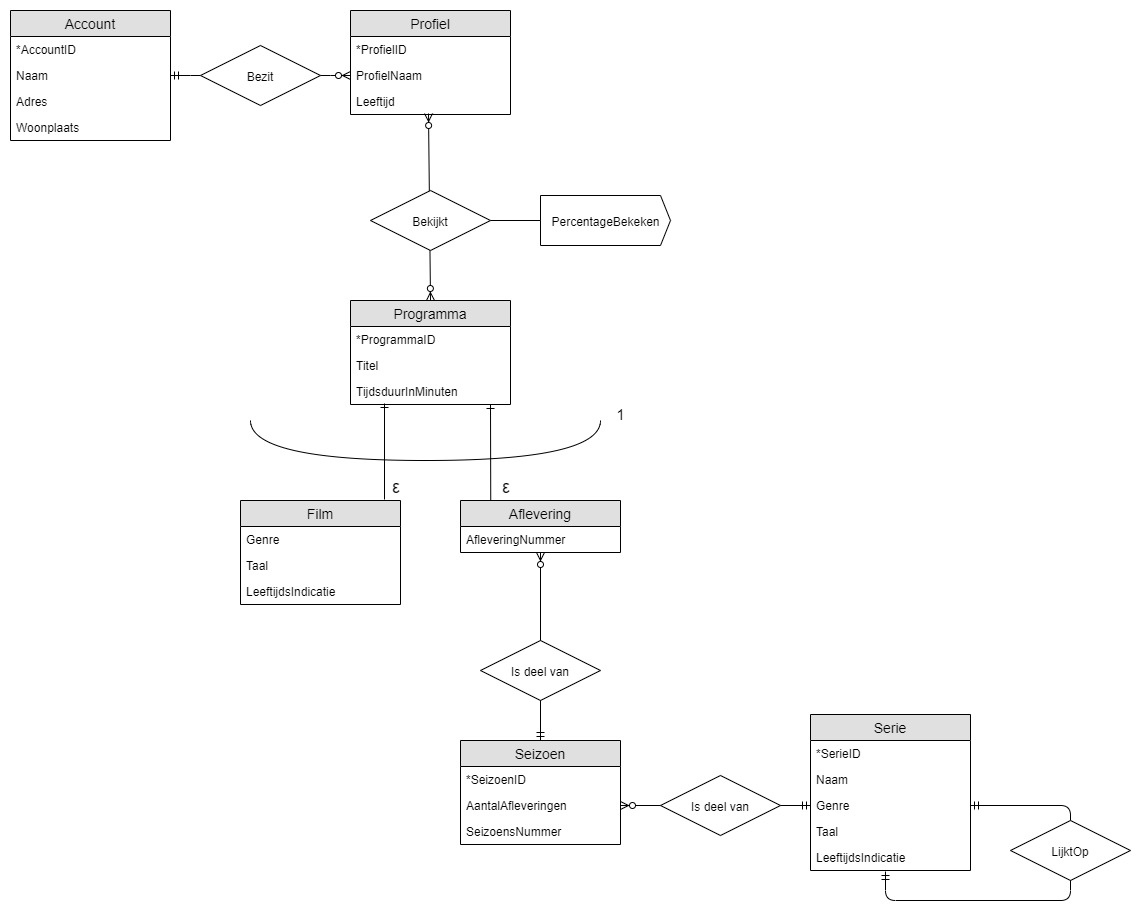 Account
*AccountID
Naam
Adres
Woonplaats
Bezit
Profiel
*ProfielID
ProfielNaam
Leeftijd
Bekijkt
PercentageBekeken
Programma
*ProgrammaID
Titel
TijdsduurInMinuten
1
ε
ε
Film
Genre
Taal
LeeftijdsIndicatie
Aflevering
AfleveringNummer
Is deel van
Seizoen
*SeizoenID
AantalAfleveringen
SeizoensNummer
Is deel van
Serie
*SerieID
Naam
Genre
Taal
LeeftijdsIndicatie
LijktOp